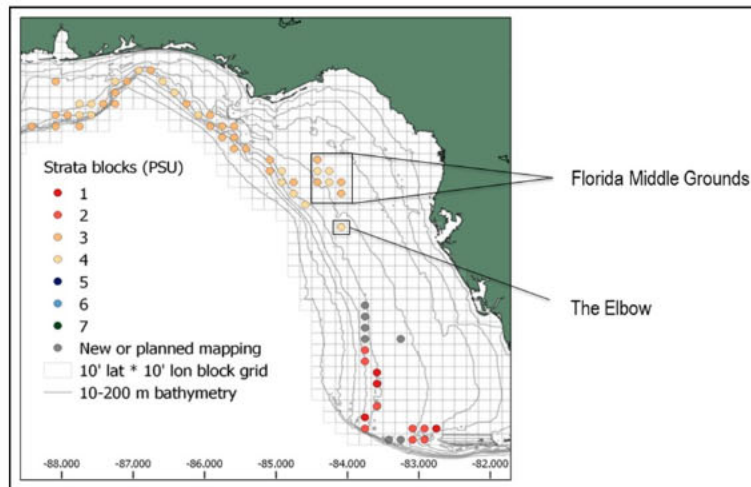 Florida Middle Grounds
The Elbow
Strata blocks (PSU)
1
2
3
4
5
6
7
New or planned mapping
10' lat * 10' lon block grid
10-200 m bathymetry
-88.000 -87.000 -86.000 -85.000 -84.000 -83.000 -82.000